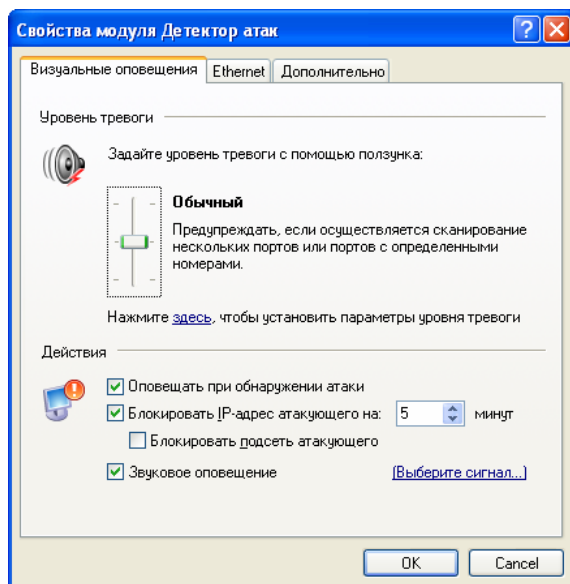 Свойства модуля Детектор атак
Визуальные оповещения Ethernet Дополнительно
Уровень тревоги
Задайте уровень тревоги с помощью ползунка:
Обычный
Предупреждать, если осуществляется сканирование
нескольких портов или портов с определенными
номерами.
Нажмите здесь, чтобы установить параметры уровня тревоги
Действия
Оповещать при обнаружении атаки
Блокировать IP-адрес атакующего на: 5 минут
Блокировать подсеть атакующего
Звуковое оповещение (Выберите сигнал...)
OK Cancel